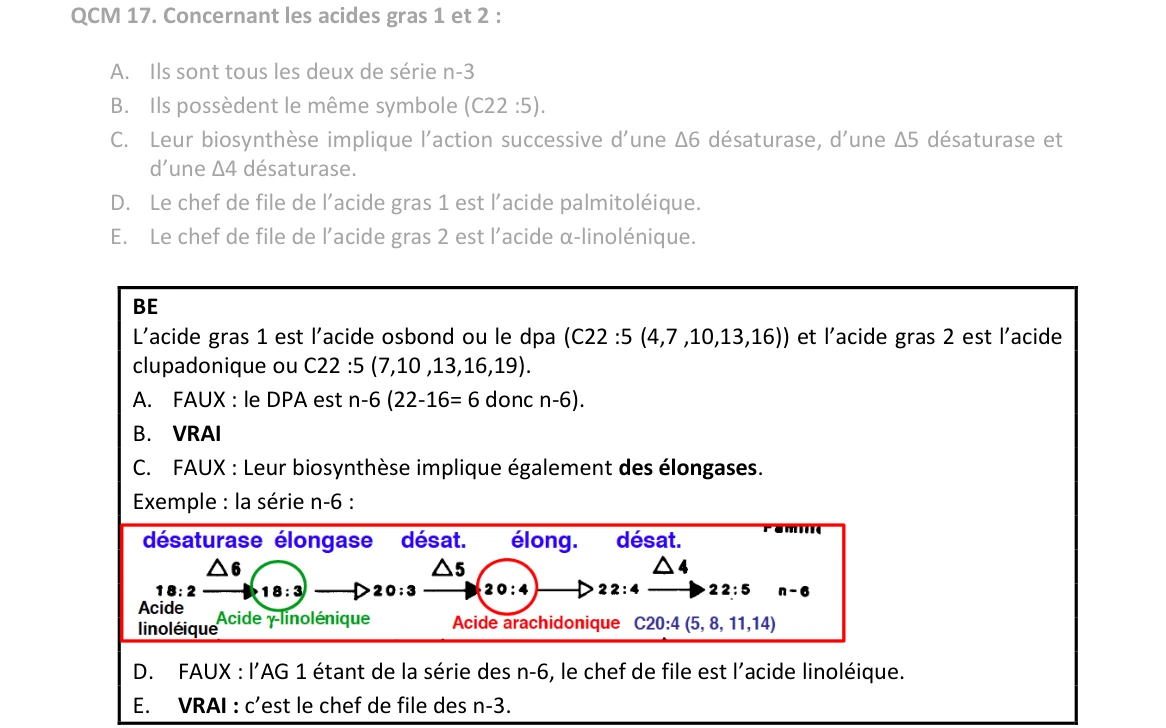 QCM 17. Concernant les acides gras 1 et 2 :
A. Ils sont tous les deux de série n-3
B. Ils possèdent le même symbole (C22 :5).
C. Leur biosynthèse implique l’action successive d’une Δ6 désaturase, d’une Δ5 désaturase et
d’une Δ4 désaturase.
D. Le chef de file de l’acide gras 1 est l’acide palmitoléique.
E. Le chef de file de l’acide gras 2 est l’acide α-linolénique.
BE
L’acide gras 1 est l’acide osbond ou le dpa (C22 :5 (4,7 ,10,13,16)) et l’acide gras 2 est l’acide
clupadonique ou C22 :5 (7,10 ,13,16,19).
A. FAUX : le DPA est n-6 (22-16= 6 donc n-6).
B. VRAI
C. FAUX : Leur biosynthèse implique également des élongases.
Exemple : la série n-6 :
désaturase élongase désat. élong. désat.
Δ6 Δ5 Δ4
18:2 18:3 20:3 20:4 22:4 22:5 n-6
Acide
linoléique Acide γ-linolénique Acide arachidonique C20:4 (5, 8, 11,14)
D. FAUX : l’AG 1 étant de la série des n-6, le chef de file est l’acide linoléique.
E. VRAI : c’est le chef de file des n-3.